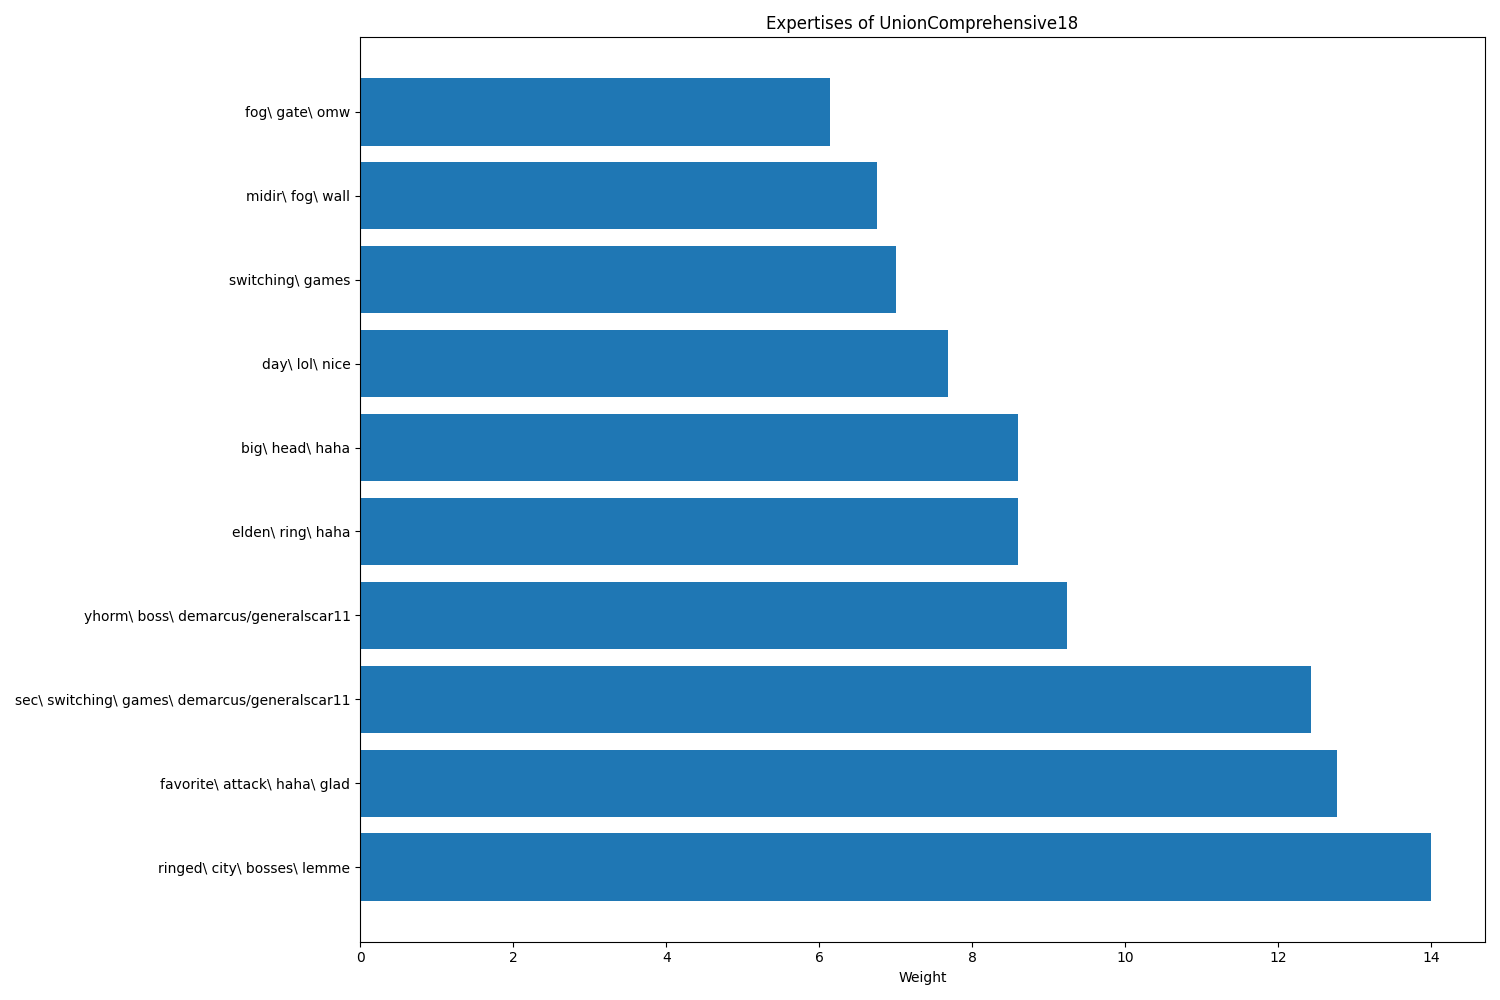 Expertises of UnionComprehensive18
fog\ gate\ omw
midir\ fog\ wall
switching\ games
day\ lol\ nice
big\ head\ haha
elden\ ring\ haha
yhorm\ boss\ demarcus/generalscar11
sec\ switching\ games\ demarcus/generalscar11
favorite\ attack\ haha\ glad
ringed\ city\ bosses\ lemme
0 2 4 6 8 10 12 14
Weight